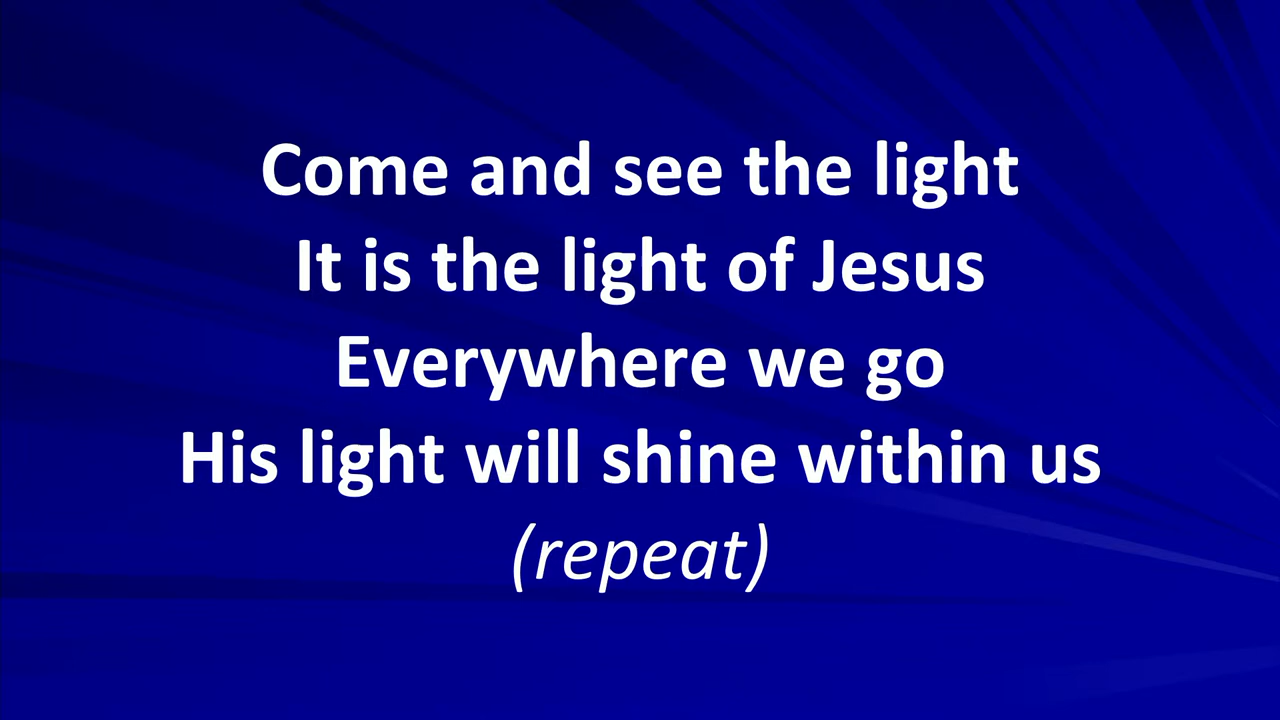 Come and see the light
It is the light of Jesus
Everywhere we go
His light will shine within us
(repeat)